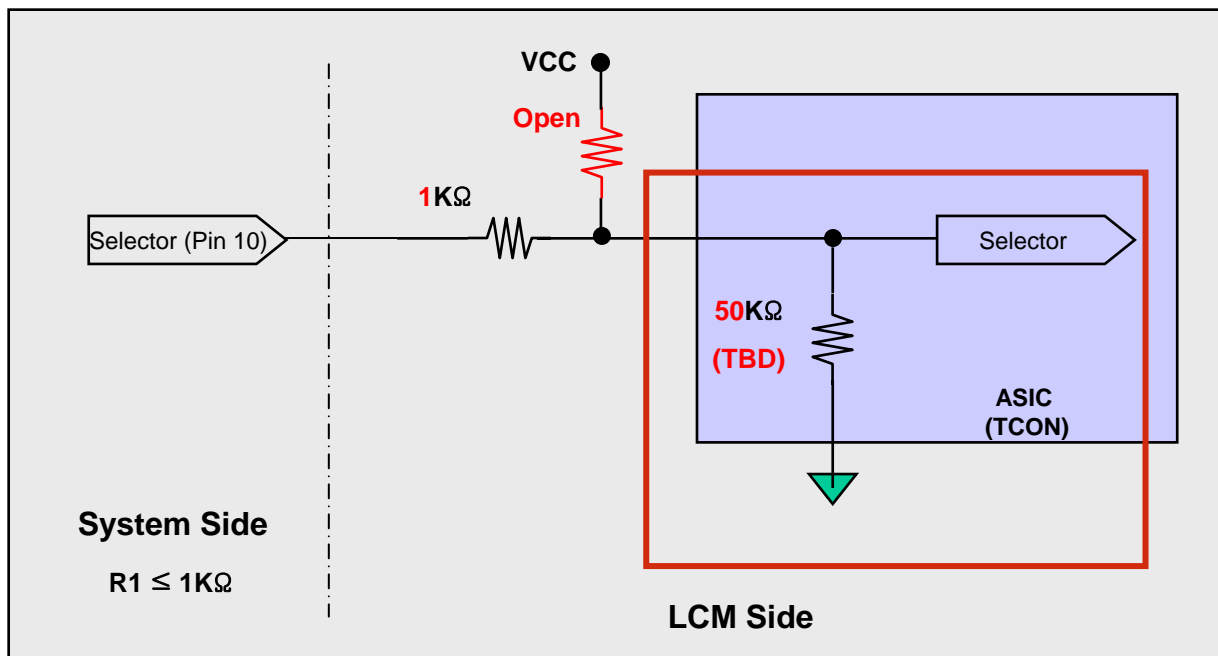 VCC
Open
1KΩ
Selector (Pin 10)
Selector
50KΩ
(TBD)
ASIC
(TCON)
System Side
R1 ≤ 1KΩ
LCM Side